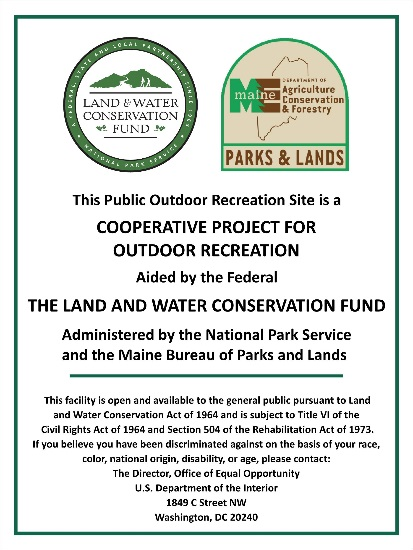 A FEDERAL, STATE AND LOCAL PARTNERSHIP SINCE 1965
LAND & WATER
CONSERVATION
FUND
NATIONAL PARK SERVICE
DEPARTMENT OF
maine Agriculture
Conservation
& Forestry
PARKS & LANDS
This Public Outdoor Recreation Site is a
COOPERATIVE PROJECT FOR
OUTDOOR RECREATION
Aided by the Federal
THE LAND AND WATER CONSERVATION FUND
Administered by the National Park Service
and the Maine Bureau of Parks and Lands
This facility is open and available to the general public pursuant to Land
and Water Conservation Act of 1964 and is subject to Title VI of the
Civil Rights Act of 1964 and Section 504 of the Rehabilitation Act of 1973.
If you believe you have been discriminated against on the basis of your race,
color, national origin, disability, or age, please contact:
The Director, Office of Equal Opportunity
U.S. Department of the Interior
1849 C Street NW
Washington, DC 20240